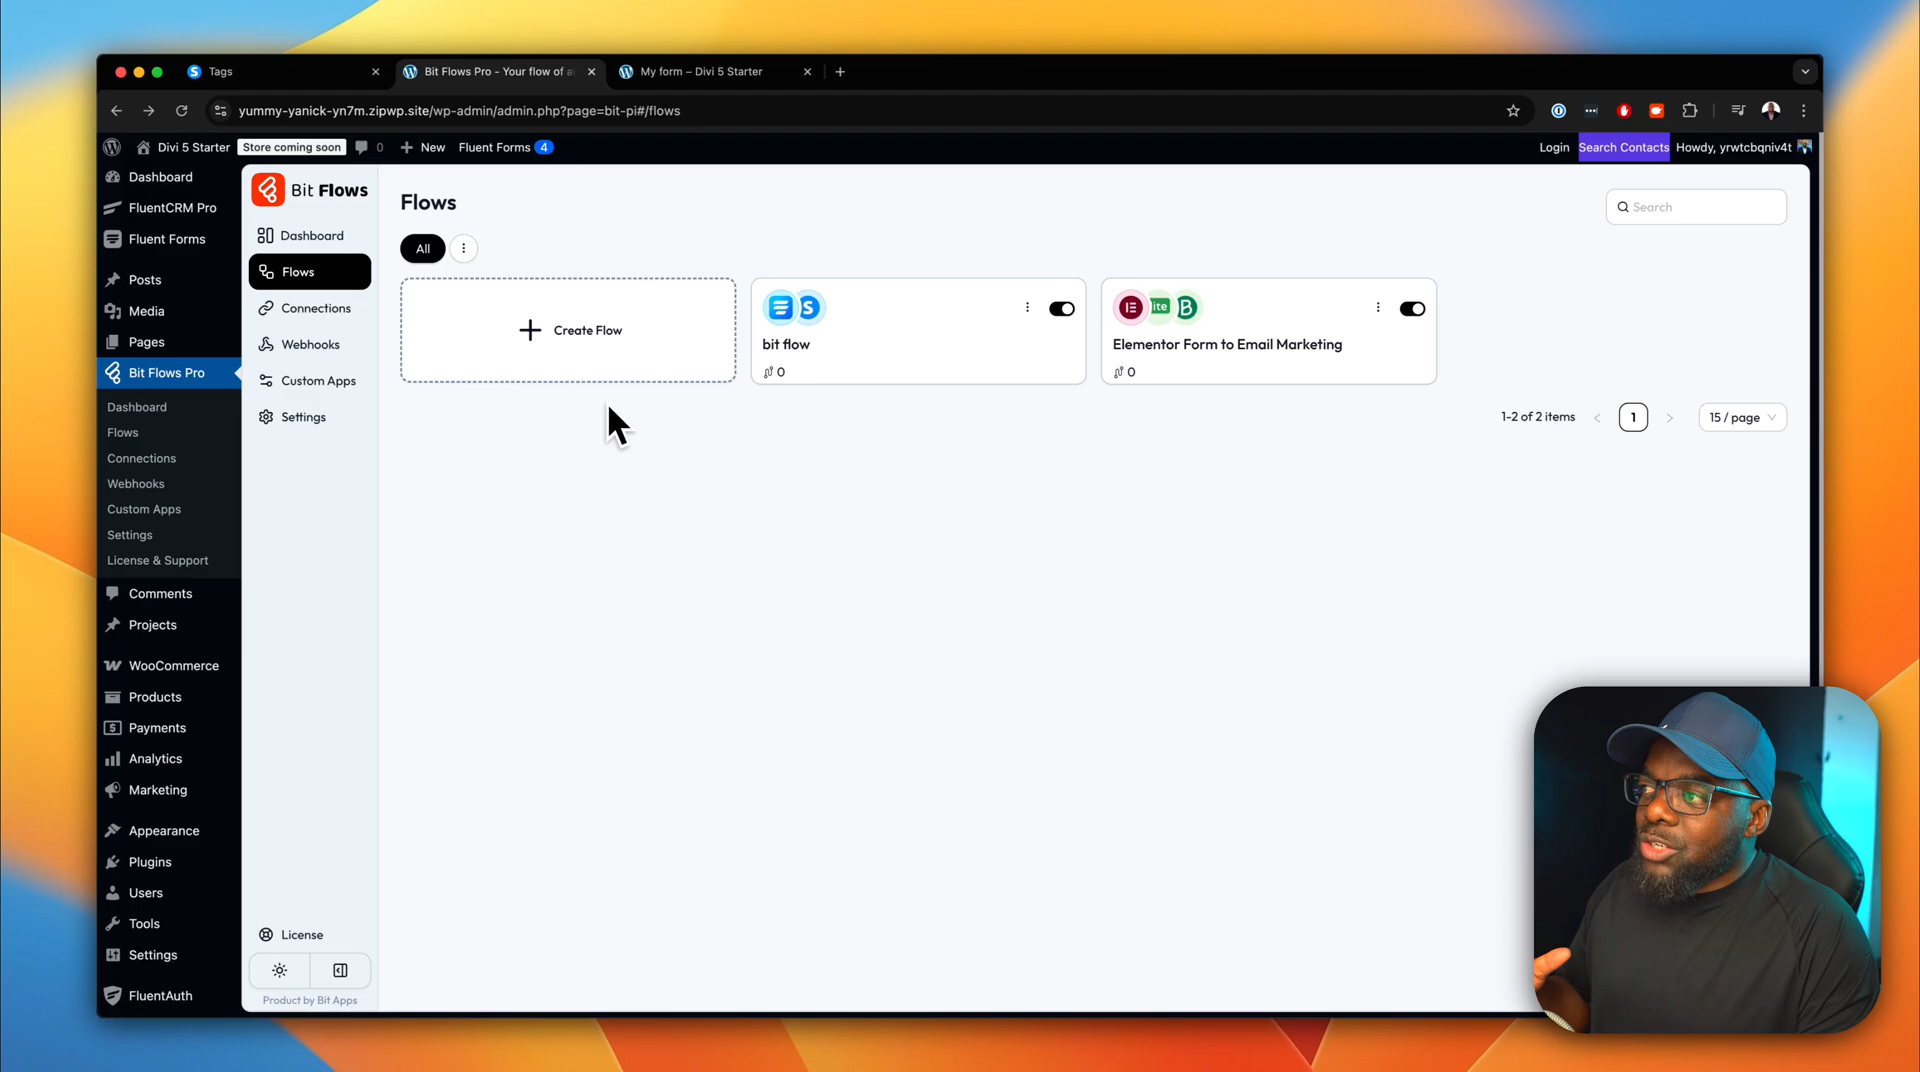 Tags
Bit Flows Pro - Your flow of a
My form – Divi 5 Starter
yummy-yanick-yn7m.zipwp.site/wp-admin/admin.php?page=bit-pi#/flows
Divi 5 Starter
Store coming soon
0
New
Fluent Forms
4
Login
Search Contacts
Howdy, yrwtcbqniv4t
Dashboard
FluentCRM Pro
Fluent Forms
Posts
Media
Pages
Bit Flows Pro
Dashboard
Flows
Connections
Webhooks
Custom Apps
Settings
License & Support
Comments
Projects
WooCommerce
Products
Payments
Analytics
Marketing
Appearance
Plugins
Users
Tools
Settings
FluentAuth
Bit Flows
Dashboard
Flows
Connections
Webhooks
Custom Apps
Settings
License
Product by Bit Apps
Flows
Search
All
Create Flow
bit flow
0
lite
Elementor Form to Email Marketing
0
1-2 of 2 items
1
15 / page